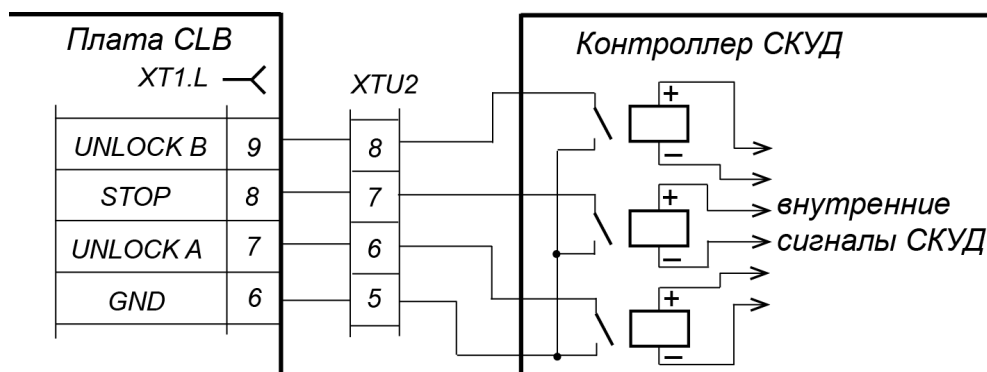 Плата CLB
Контроллер СКУД
XT1.L
XTU2
UNLOCK B 9 8
STOP 8 7
UNLOCK A 7 6
GND 6 5
+
–
+
–
+
–
внутренние
сигналы СКУД